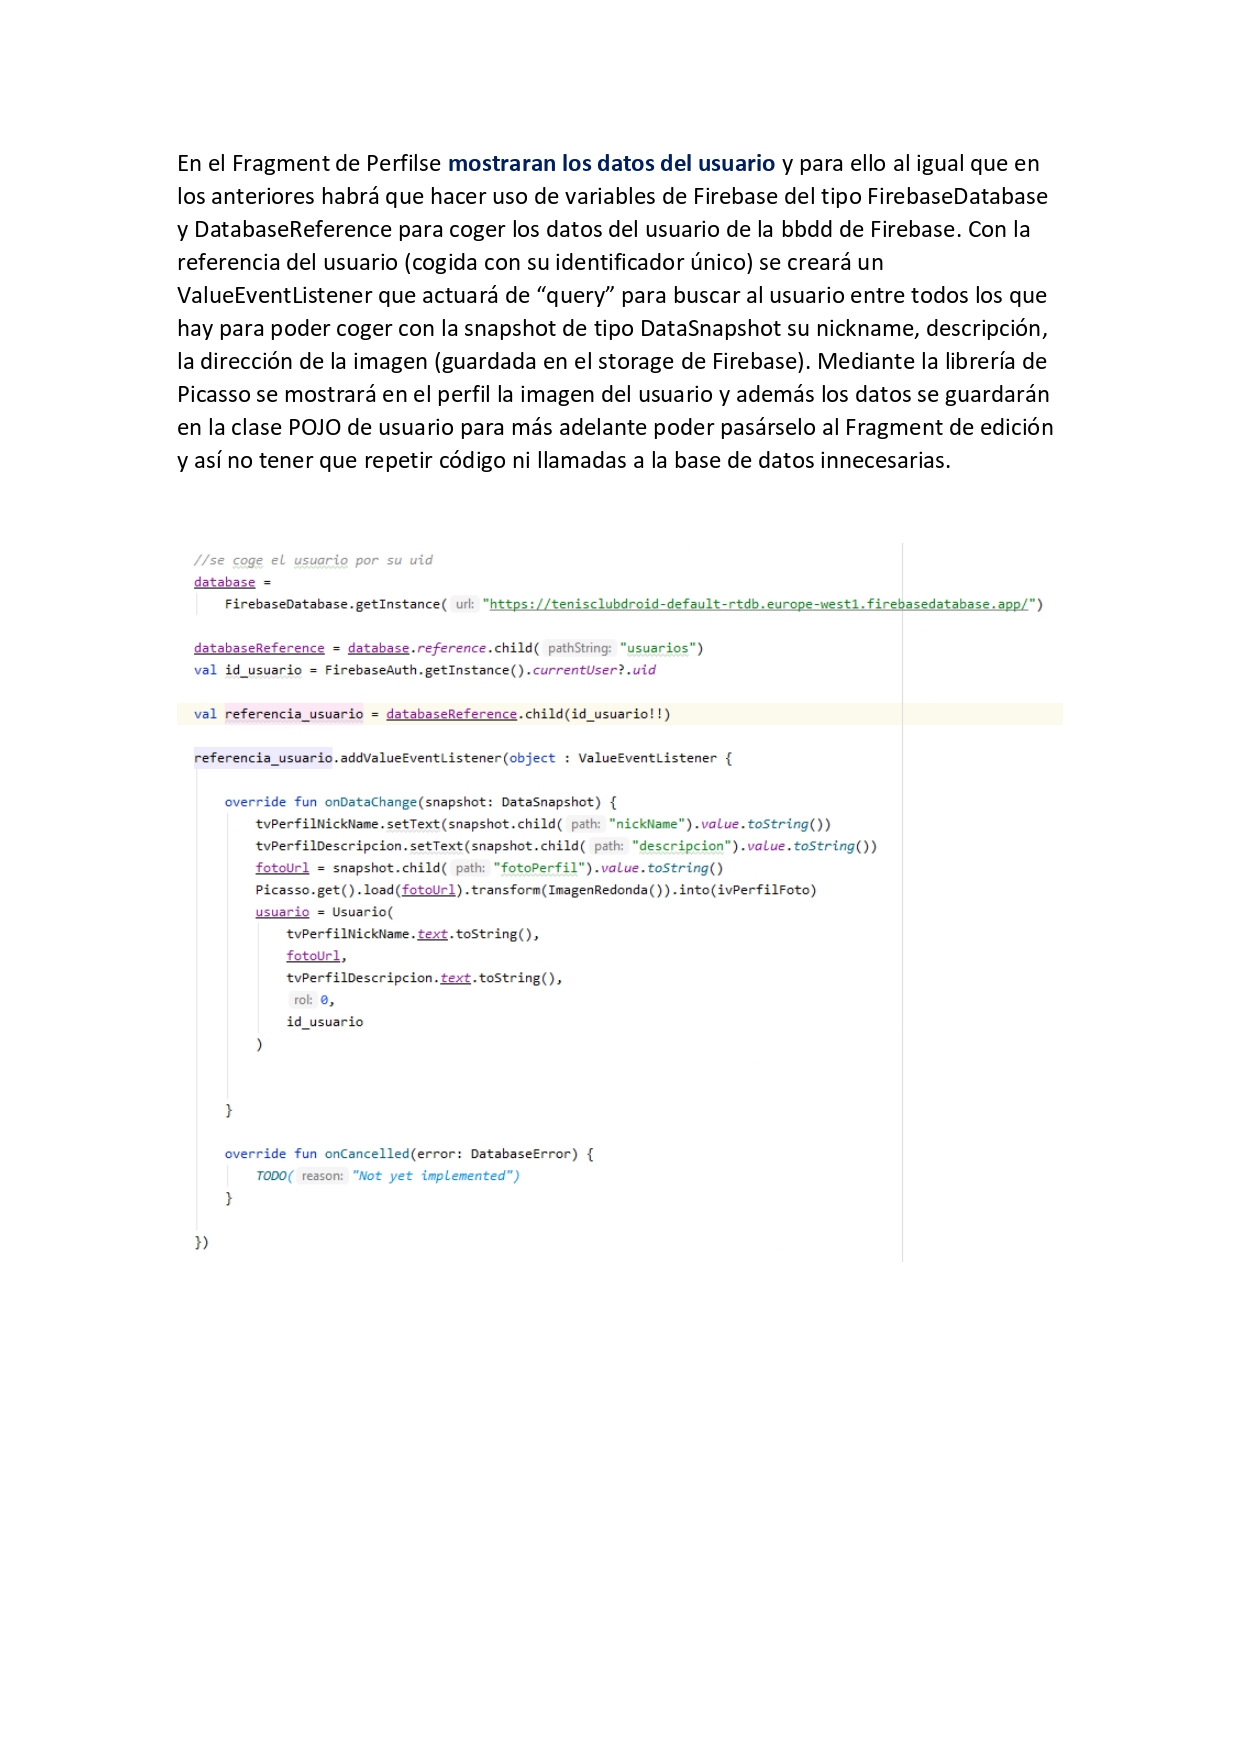 En el Fragment de Perfilse mostraran los datos del usuario y para ello al igual que en
los anteriores habrá que hacer uso de variables de Firebase del tipo FirebaseDatabase
y DatabaseReference para coger los datos del usuario de la bbdd de Firebase. Con la
referencia del usuario (cogida con su identificador único) se creará un
ValueEventListener que actuará de “query” para buscar al usuario entre todos los que
hay para poder coger con la snapshot de tipo DataSnapshot su nickname, descripción,
la dirección de la imagen (guardada en el storage de Firebase). Mediante la librería de
Picasso se mostrará en el perfil la imagen del usuario y además los datos se guardarán
en la clase POJO de usuario para más adelante poder pasárselo al Fragment de edición
y así no tener que repetir código ni llamadas a la base de datos innecesarias.
//se coge el usuario por su uid
database =
FirebaseDatabase.getInstance( url: "https://tenisclubdroid-default-rtdb.europe-west1.firebasedatabase.app/")
databaseReference = database.reference.child( pathString: "usuarios")
val id_usuario = FirebaseAuth.getInstance().currentUser?.uid
val referencia_usuario = databaseReference.child(id_usuario!!)
referencia_usuario.addValueEventListener(object : ValueEventListener {
override fun onDataChange(snapshot: DataSnapshot) {
tvPerfilNickName.setText(snapshot.child( path: "nickName").value.toString())
tvPerfilDescripcion.setText(snapshot.child( path: "descripcion").value.toString())
fotoUrl = snapshot.child( path: "fotoPerfil").value.toString()
Picasso.get().load(fotoUrl).transform(ImagenRedonda()).into(ivPerfilFoto)
usuario = Usuario(
tvPerfilNickName.text.toString(),
fotoUrl,
tvPerfilDescripcion.text.toString(),
rol: 0,
id_usuario
)
}
override fun onCancelled(error: DatabaseError) {
TODO( reason: "Not yet implemented")
}
})